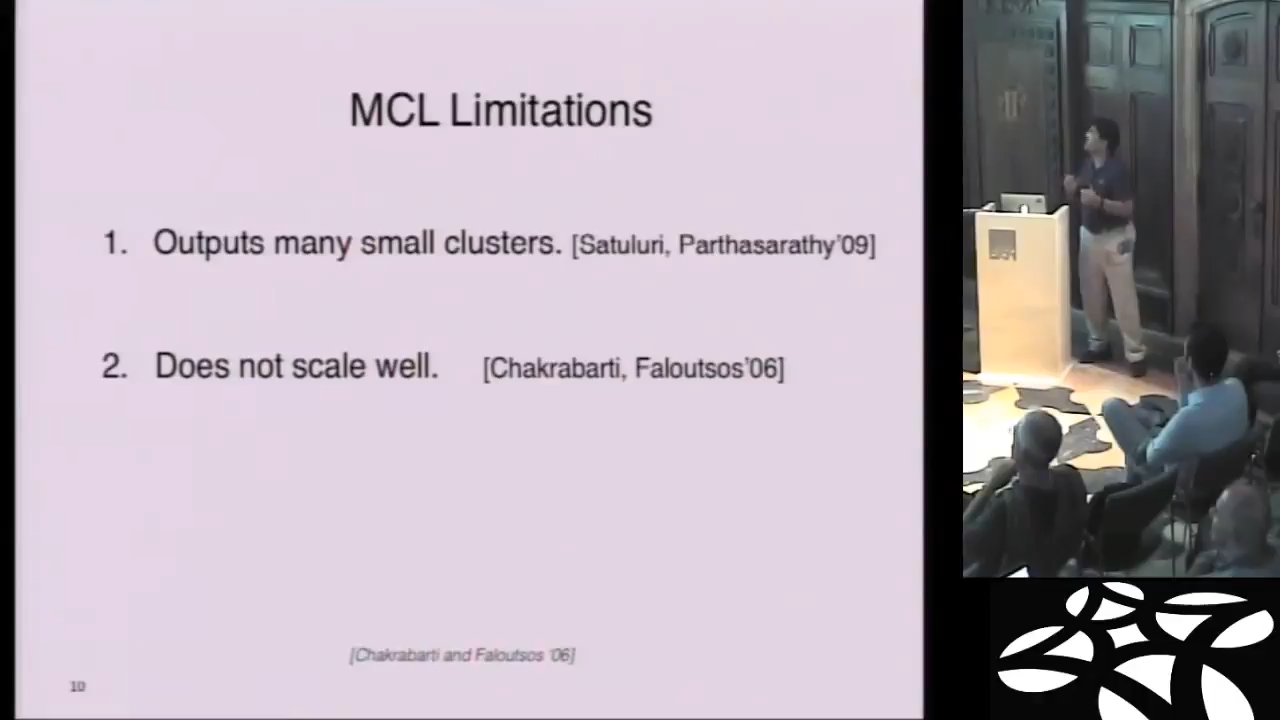 MCL Limitations
1. Outputs many small clusters. [Satuluri, Parthasarathy'09]
2. Does not scale well. [Chakrabarti, Faloutsos'06]
[Chakrabarti and Faloutsos '06]
10